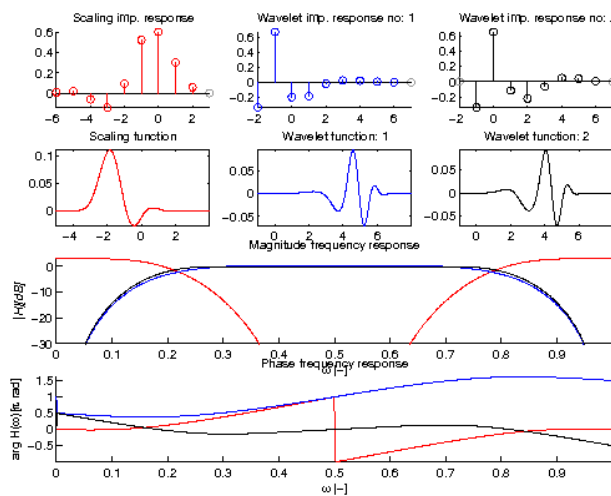 Scaling imp. response
Wavelet imp. response no: 1
Wavelet imp. response no:
0.6
0.4
0.2
0
-6 -4 -2 0 2
0.6
0.4
0.2
0
-0.2
-2 0 2 4 6
0.6
0.4
0.2
0
-0.2
-2 0 2 4 6
Scaling function
Wavelet function: 1
Wavelet function: 2
0.1
0.05
0
-4 -2 0 2
0.05
0
-0.05
0 2 4 6
0.05
0
-0.05
0 2 4 6
Magnitude frequency response
|H|[dB]
0
-10
-20
-30
0 0.1 0.2 0.3 0.4 0.5 0.6 0.7 0.8 0.9 1
ω [-]
Phase frequency response
arg H(ω)[π rad]
1.5
1
0.5
0
-0.5
0 0.1 0.2 0.3 0.4 0.5 0.6 0.7 0.8 0.9 1
ω [-]